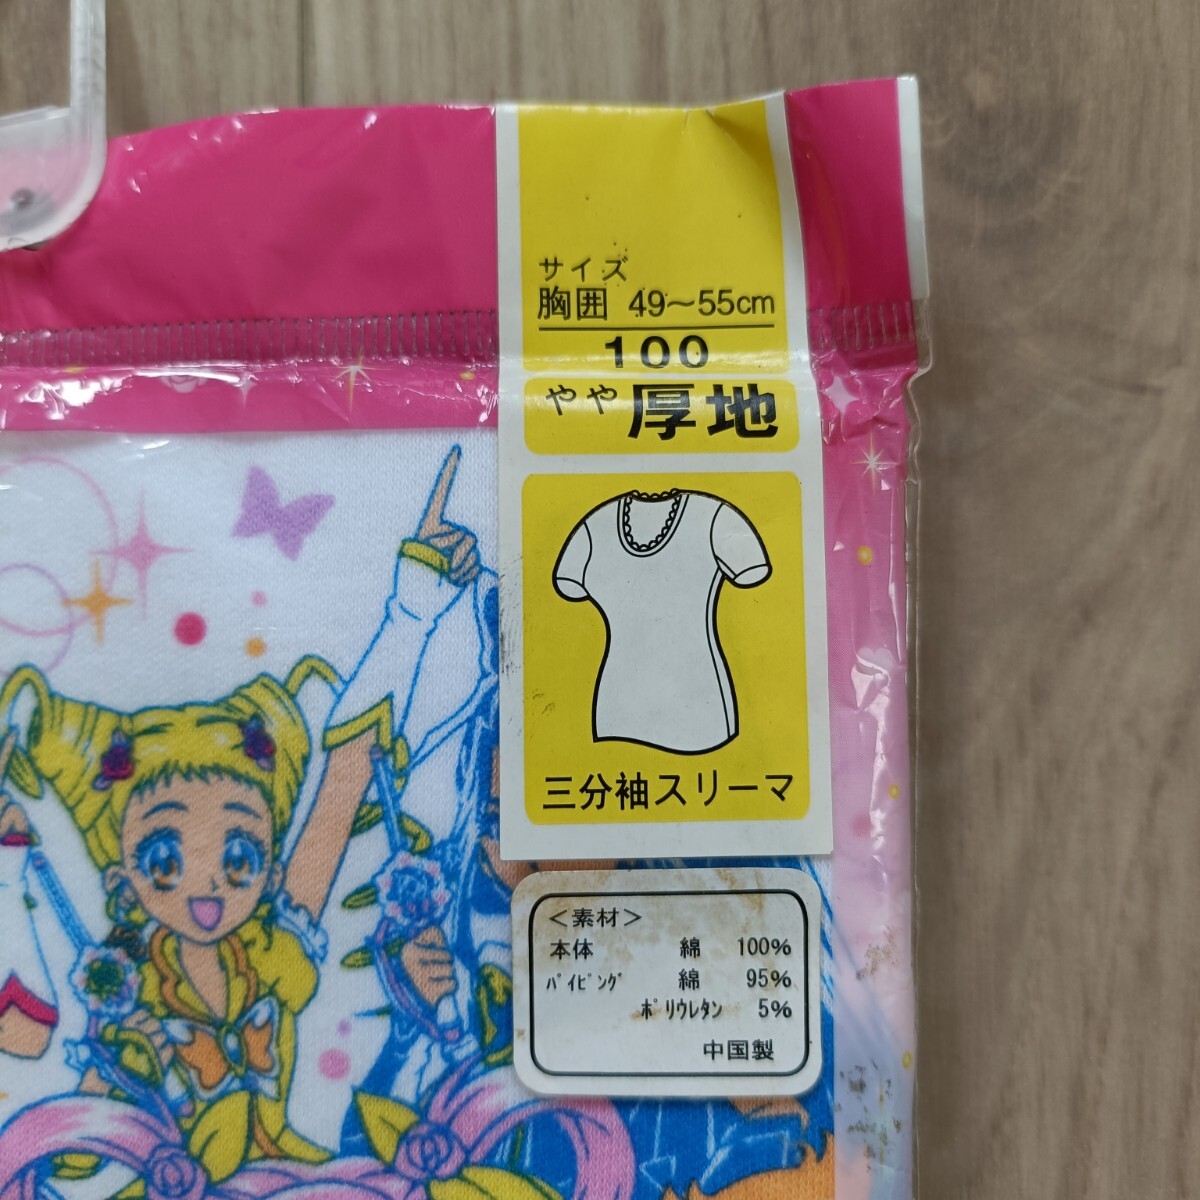 サイズ
胸囲 49～55cm
100
やや厚地
三分袖スリーマ
＜素材＞
本体 綿 100%
ﾊﾟｲﾋﾟﾝｸﾞ 綿 95%
ﾎﾟﾘｳﾚﾀﾝ 5%
中国製